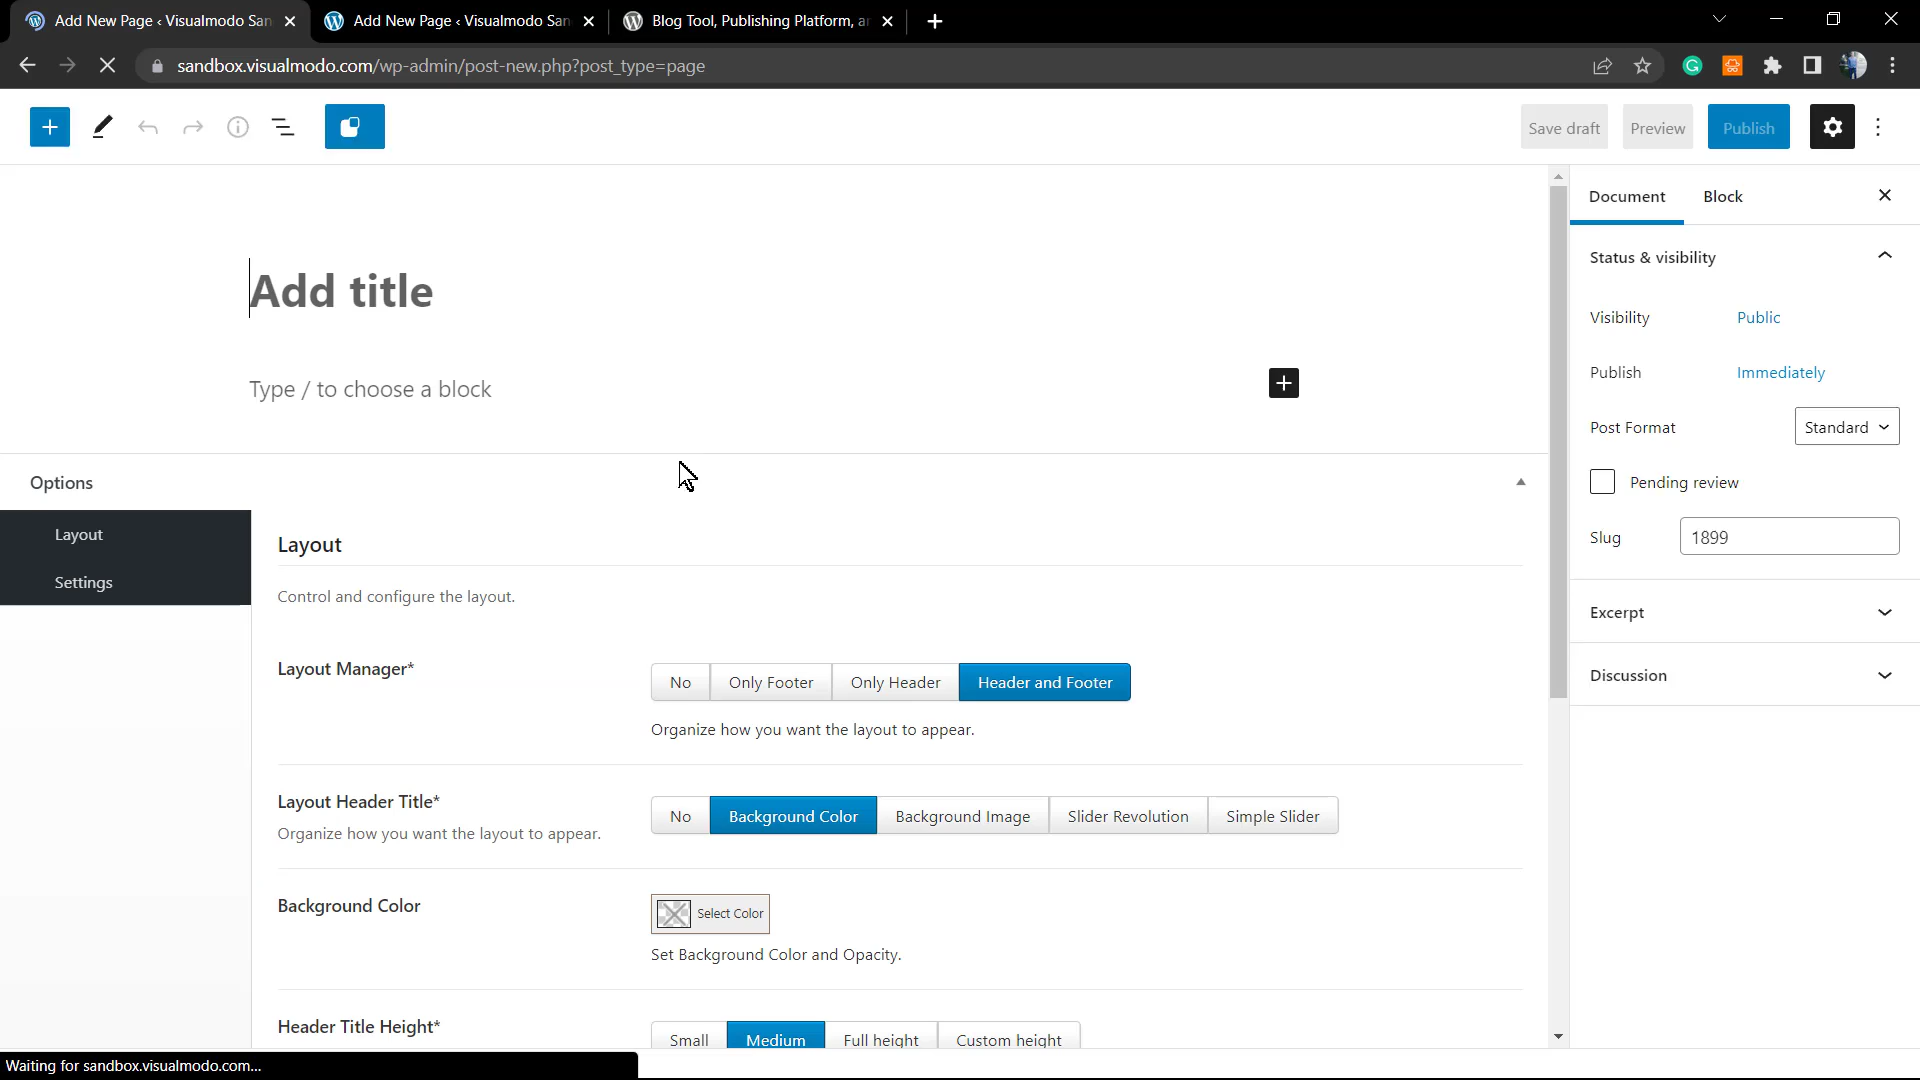 Add New Page ‹ Visualmodo San
Add New Page ‹ Visualmodo San
Blog Tool, Publishing Platform, a
sandbox.visualmodo.com/wp-admin/post-new.php?post_type=page
Save draft
Preview
Publish
Document
Block
Status & visibility
Add title
Visibility
Public
Publish
Immediately
Type / to choose a block
Post Format
Standard
Options
Pending review
Layout
Settings
Layout
Slug
1899
Control and configure the layout.
Excerpt
Layout Manager*
No
Only Footer
Only Header
Header and Footer
Discussion
Organize how you want the layout to appear.
Layout Header Title*
Organize how you want the layout to appear.
No
Background Color
Background Image
Slider Revolution
Simple Slider
Background Color
Select Color
Set Background Color and Opacity.
Header Title Height*
Small
Medium
Full height
Custom height
Waiting for sandbox.visualmodo.com...